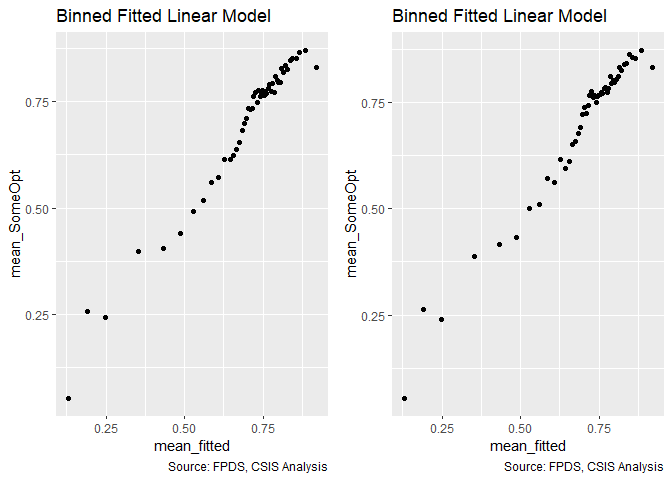 Binned Fitted Linear Model
0.75
0.50
0.25
mean_SomeOpt
0.25
0.50
0.75
mean_fitted
Source: FPDS, CSIS Analysis
Binned Fitted Linear Model
0.75
0.50
0.25
mean_SomeOpt
0.25
0.50
0.75
mean_fitted
Source: FPDS, CSIS Analysis